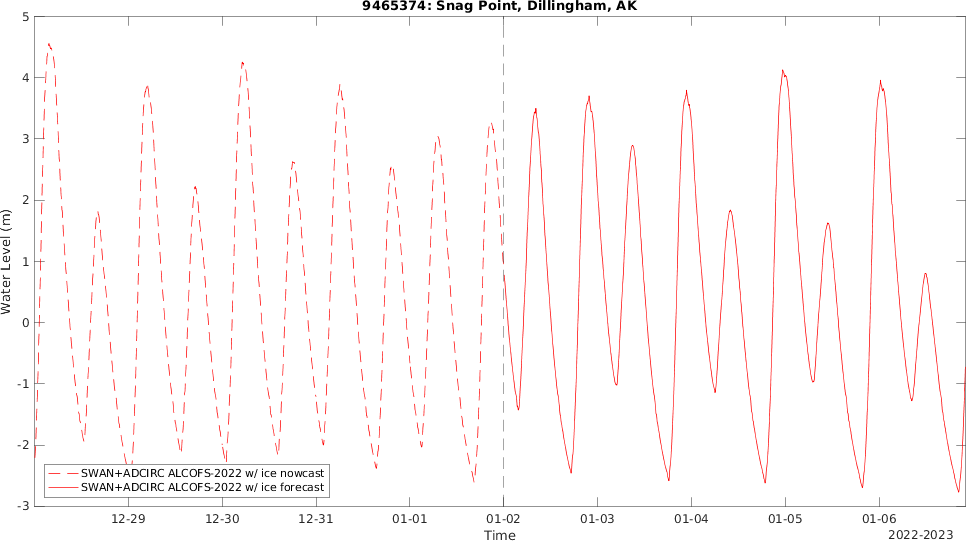 9465374: Snag Point, Dillingham, AK
5
4
3
2
1
0
-1
-2
-3
Water Level (m)
SWAN+ADCIRC ALCOFS-2022 w/ ice nowcast
SWAN+ADCIRC ALCOFS-2022 w/ ice forecast
12-29 12-30 12-31 01-01 01-02 01-03 01-04 01-05 01-06
Time
2022-2023